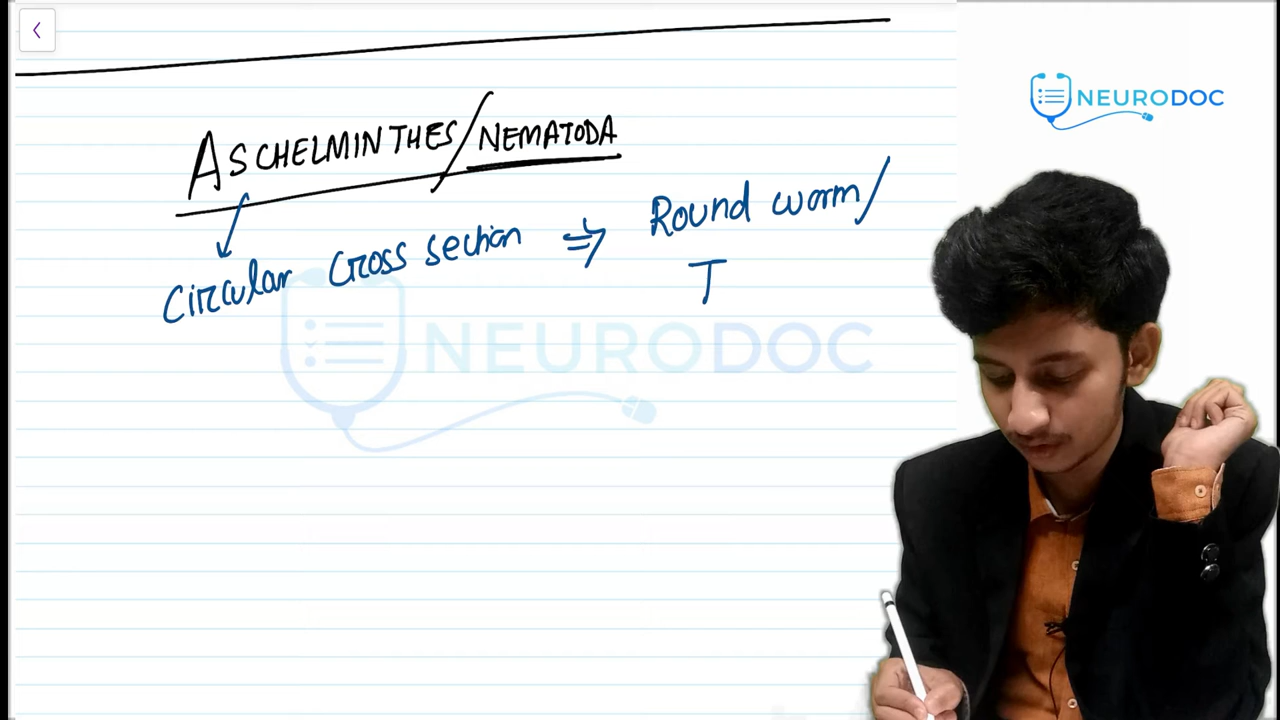 NEURODOC
ASCHELMINTHES/NEMATODA
Circular Cross section ⇒ Round worm/
T
NEURODOC